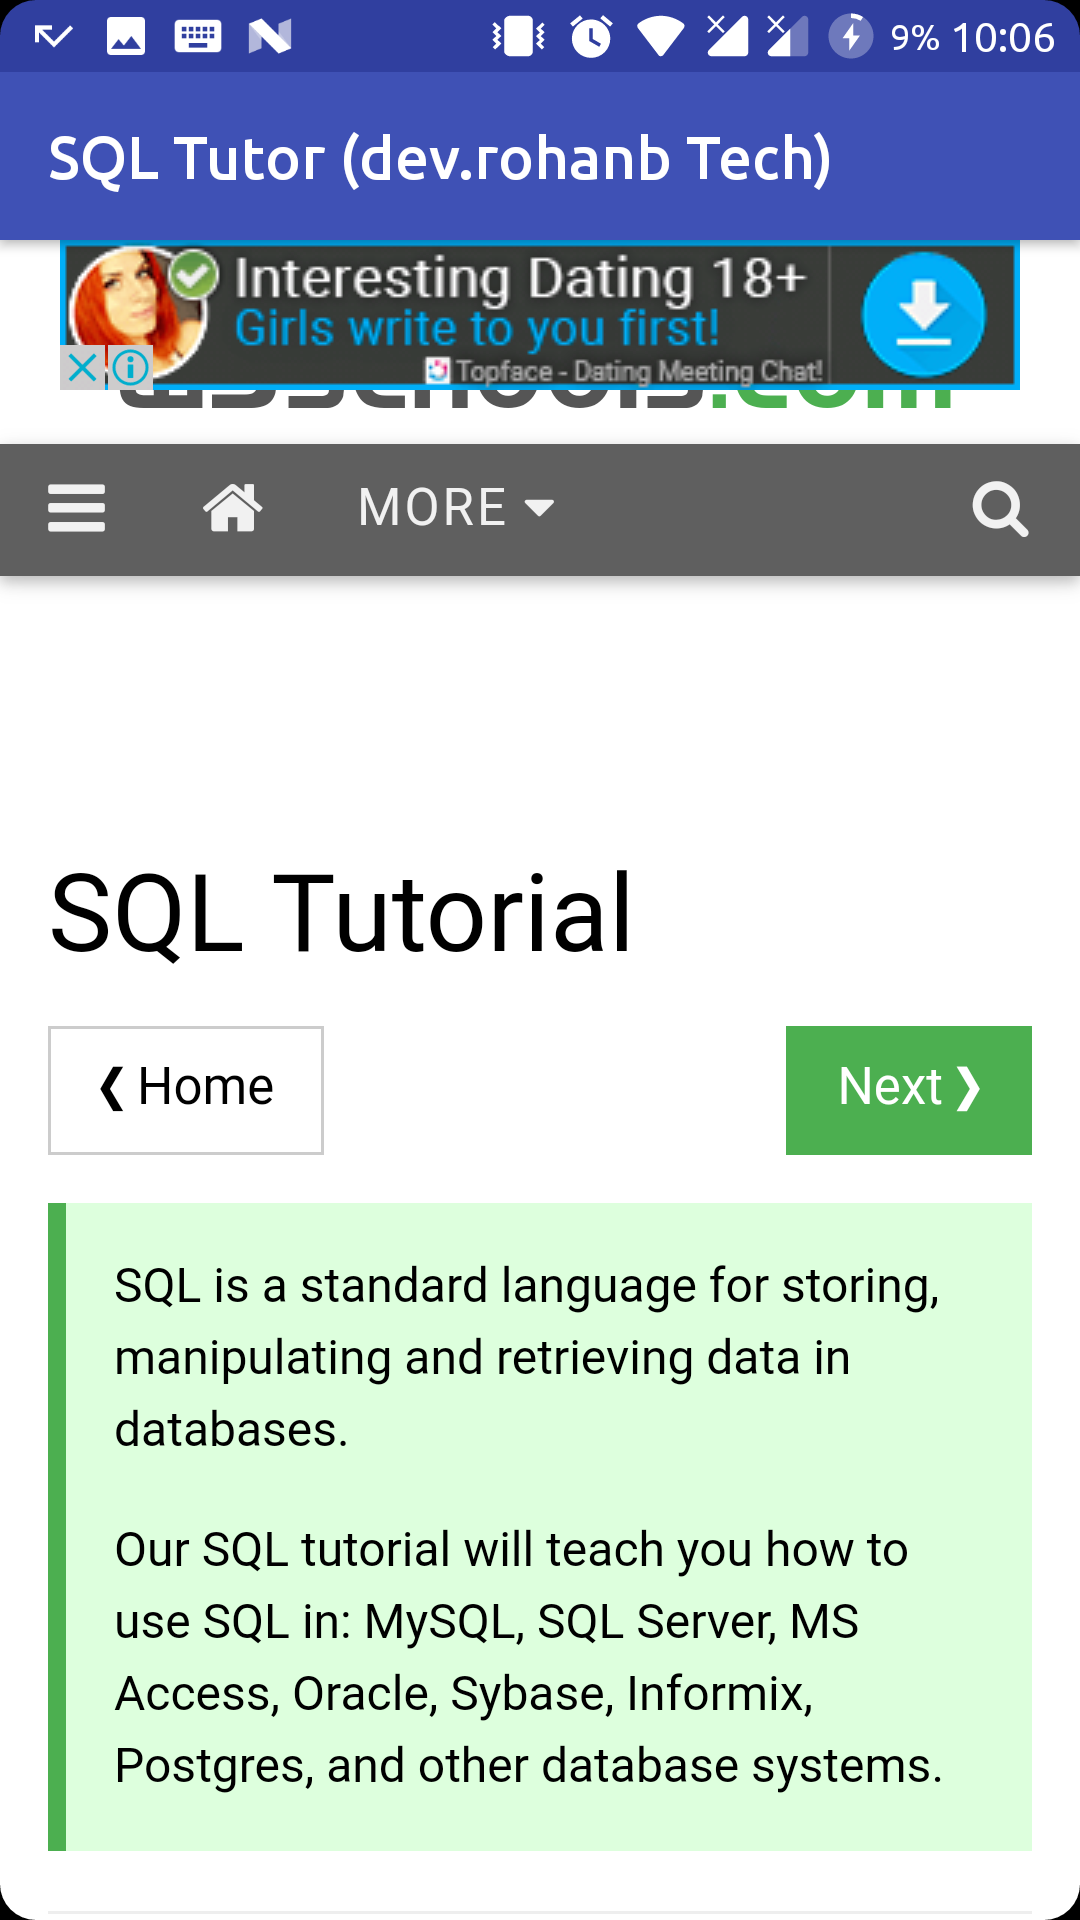 9% 10:06
SQL Tutor (dev.rohanb Tech)
Interesting Dating 18+
Girls write to you first!
Topface - Dating Meeting Chat!
w3schools.com
MORE
SQL Tutorial
❮ Home
Next ❯
SQL is a standard language for storing,
manipulating and retrieving data in
databases.
Our SQL tutorial will teach you how to
use SQL in: MySQL, SQL Server, MS
Access, Oracle, Sybase, Informix,
Postgres, and other database systems.